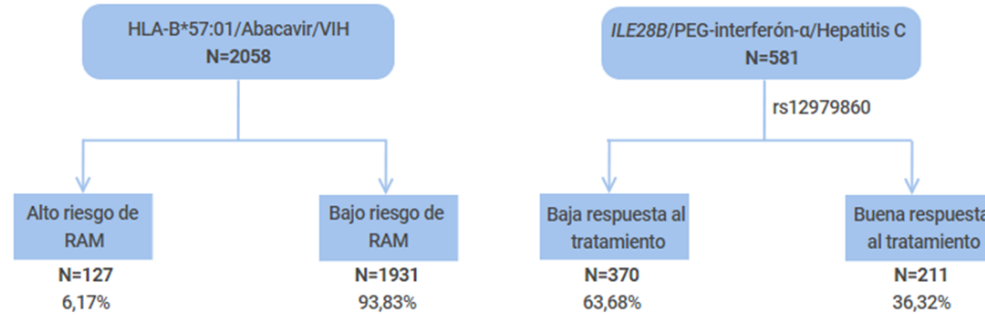 HLA-B*57:01/Abacavir/VIH
N=2058
Alto riesgo de
RAM
N=127
6,17%
Bajo riesgo de
RAM
N=1931
93,83%
ILE28B/PEG-interferón-α/Hepatitis C
N=581
rs12979860
Baja respuesta al
tratamiento
N=370
63,68%
Buena respuesta
al tratamiento
N=211
36,32%